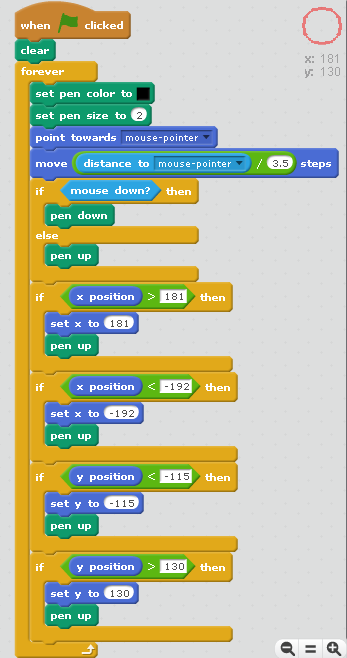 when clicked
x: 181
y: 130
clear
forever
set pen color to
set pen size to 2
point towards mouse-pointer
move distance to mouse-pointer / 3.5 steps
if mouse down? then
pen down
else
pen up
if x position > 181 then
set x to 181
pen up
if x position < -192 then
set x to -192
pen up
if y position < -115 then
set y to -115
pen up
if y position > 130 then
set y to 130
pen up